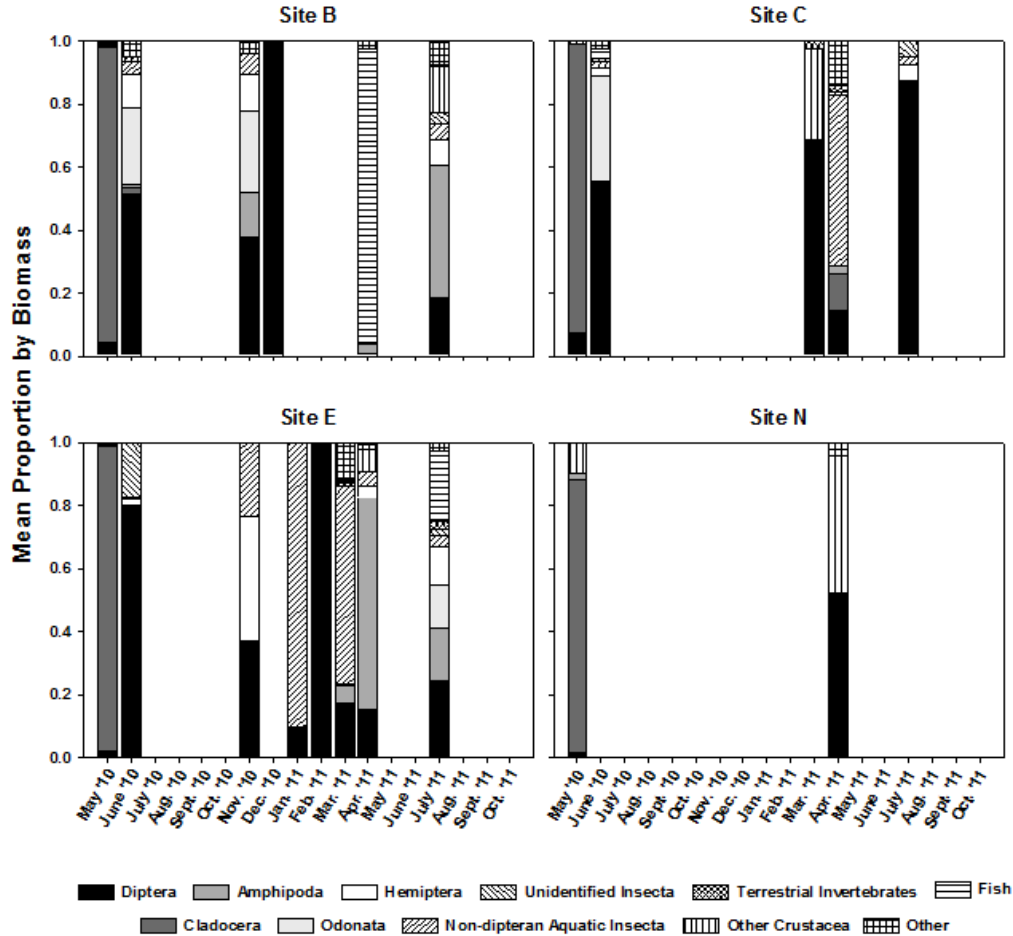 Site B
Site C
1.0
0.8
0.6
0.4
0.2
0.0
Mean Proportion by Biomass
Site E
Site N
1.0
0.8
0.6
0.4
0.2
0.0
May '10
June '10
July '10
Aug. '10
Sept. '10
Oct. '10
Nov. '10
Dec. '10
Jan. '11
Feb. '11
Mar. '11
Apr. '11
May '11
June '11
July '11
Aug. '11
Sept. '11
Oct. '11
May '10
June '10
July '10
Aug. '10
Sept '10
Oct. '10
Nov. '10
Dec. '10
Jan. '11
Feb. '11
Mar. '11
Apr. '11
May '11
June '11
July '11
Aug. '11
Sept '11
Oct. '11
Diptera Amphipoda Hemiptera Unidentified Insecta Terrestrial Invertebrates Fish
Cladocera Odonata Non-dipteran Aquatic Insecta Other Crustacea Other